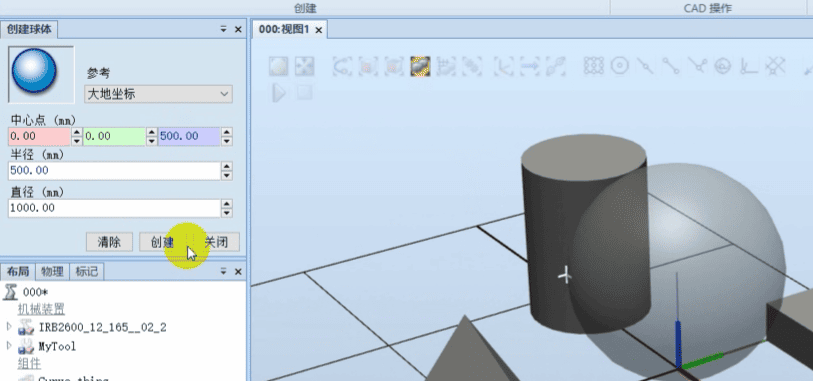 创建
CAD 操作
创建球体
000:视图1
参考
大地坐标
中心点 (mm)
0.00
0.00
500.00
半径 (mm)
500.00
直径 (mm)
1000.00
清除
创建
关闭
布局
物理
标记
000*
机械装置
IRB2600_12_165__02_2
MyTool
组件